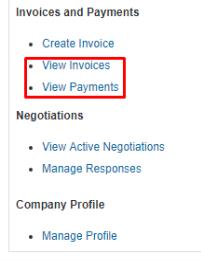 Invoices and Payments
Create Invoice
View Invoices
View Payments
Negotiations
View Active Negotiations
Manage Responses
Company Profile
Manage Profile